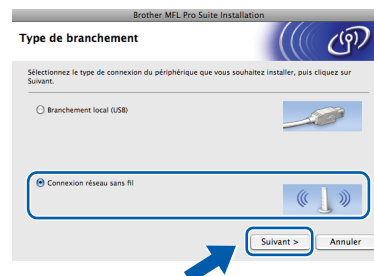 Brother MFL Pro Suite Installation
Type de branchement
Sélectionnez le type de connexion du périphérique que vous souhaitez installer, puis cliquez sur
Suivant.
Branchement local (USB)
Connexion réseau sans fil
Suivant >
Annuler